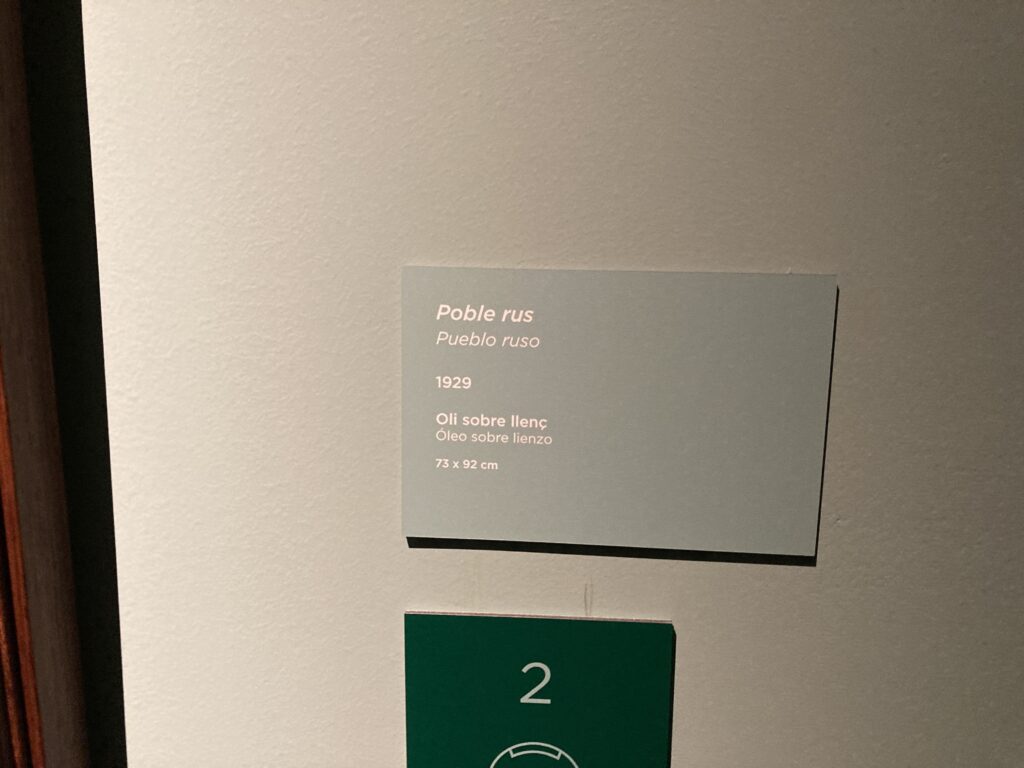 Poble rus
Pueblo ruso
1929
Oli sobre llenç
Óleo sobre lienzo
73 x 92 cm
2